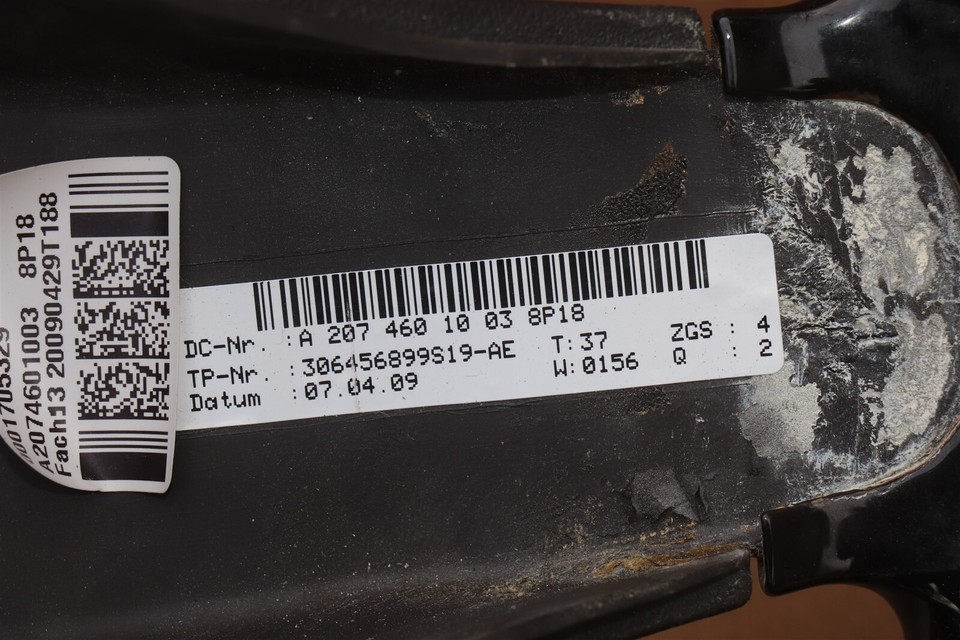 DC-Nr. :A 207 460 10 03 8P18
TP-Nr. :306456899S19-AE T:37 ZGS : 4
Datum :07.04.09 W:0156 Q : 2
A2074601003 8P18
Fach13 20090429T188